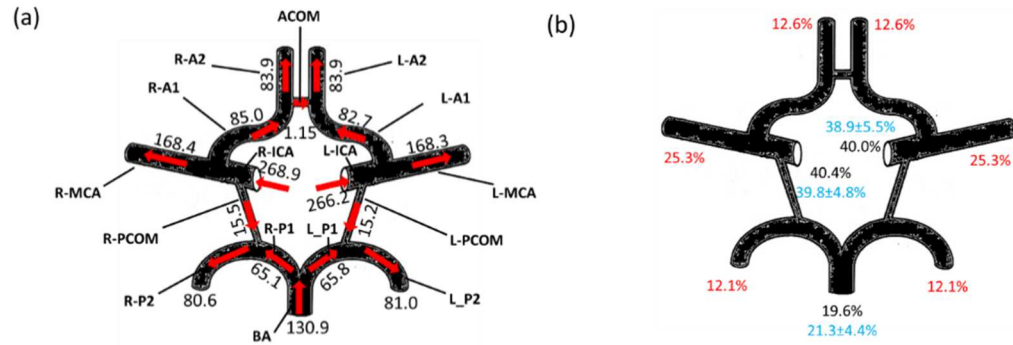 (a)
ACOM
R-A2
83.9
83.9
L-A2
R-A1
85.0
1.15
82.7
L-A1
168.4
R-ICA
268.9
L-ICA
266.2
168.3
R-MCA
L-MCA
R-PCOM
15.5
15.2
L-PCOM
R-P1
L_P1
65.1
65.8
R-P2
80.6
81.0
L_P2
BA
130.9
(b)
12.6%
12.6%
38.9±5.5%
40.0%
25.3%
25.3%
40.4%
39.8±4.8%
12.1%
12.1%
19.6%
21.3±4.4%